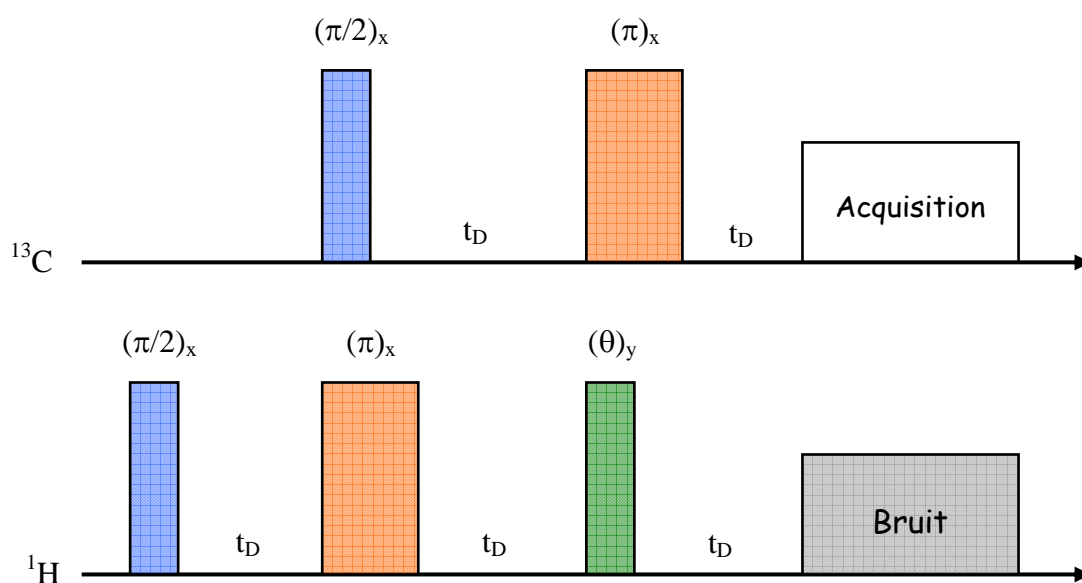 (π/2)x (π)x
Acquisition
tD tD
13C
(π/2)x (π)x (θ)y
Bruit
tD tD tD
1H